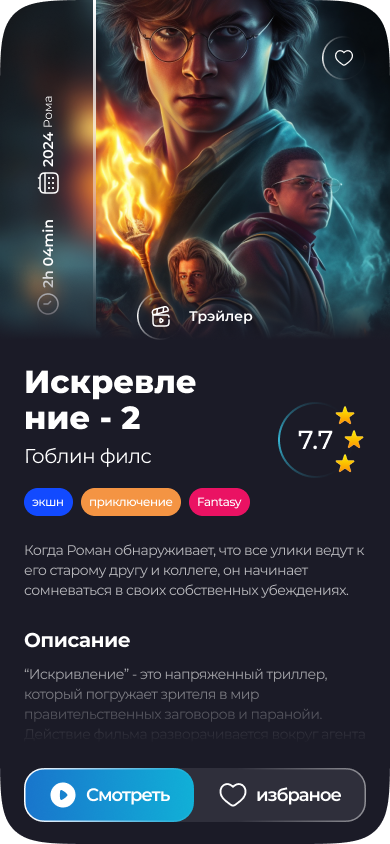 2024 Рома
2h 04min
Трэйлер
Искревле
ние - 2
Гоблин филс
7.7
экшн
приключение
Fantasy
Когда Роман обнаруживает, что все улики ведут к
его старому другу и коллеге, он начинает
сомневаться в своих собственных убеждениях.
Описание
“Искривление” - это напряженный триллер,
который погружает зрителя в мир
правительственных заговоров и паранойи.
Действие фильма разворачивается вокруг агента
Смотреть
избраное